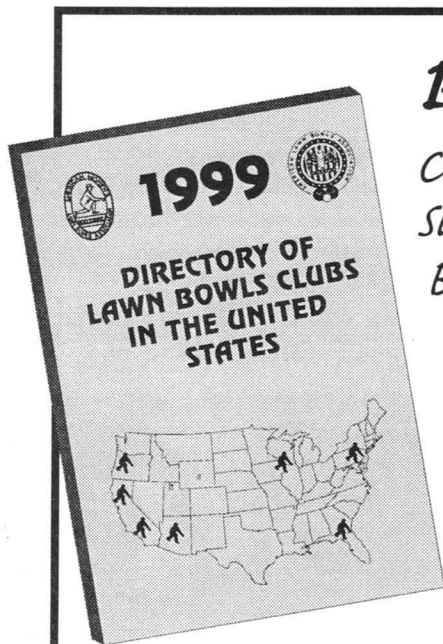 1999
DIRECTORY OF
LAWN BOWLS CLUBS
IN THE UNITED
STATES